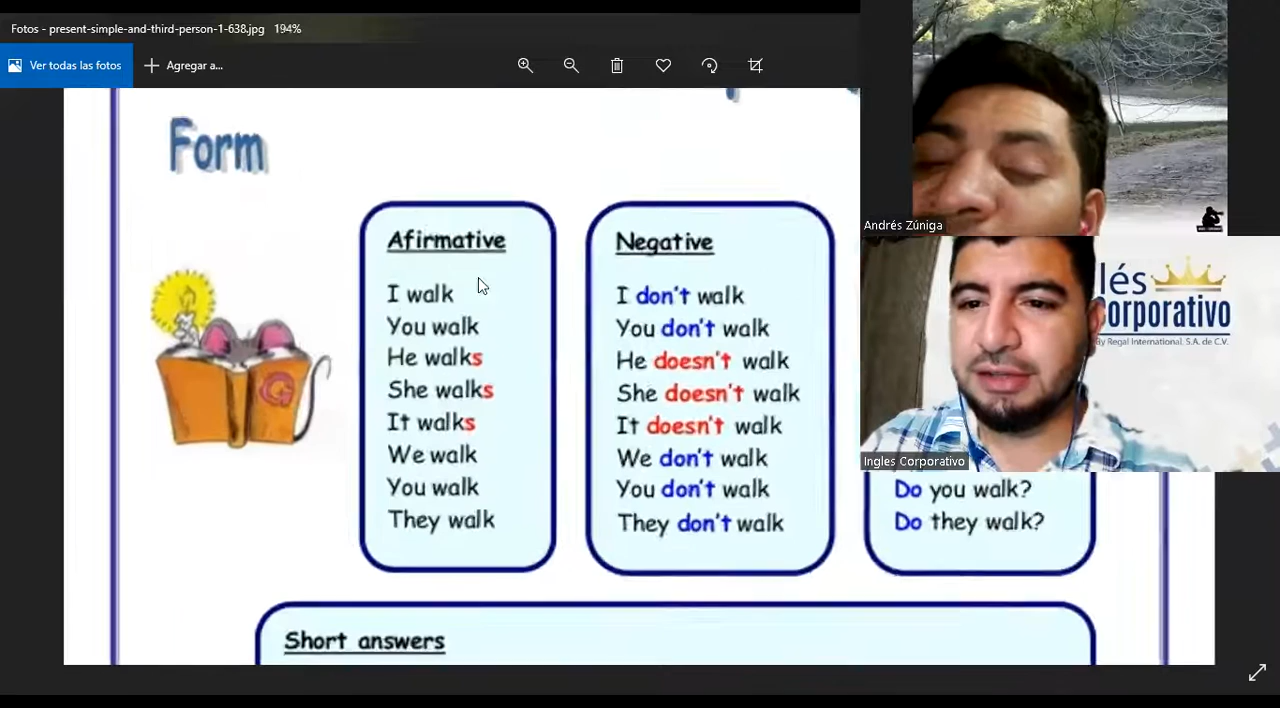 Fotos - present-simple-and-third-person-1-638.jpg 194%
Ver todas las fotos
Agregar a...
Form
Afirmative
I walk
You walk
He walks
She walks
It walks
We walk
You walk
They walk
Negative
I don't walk
You don't walk
He doesn't walk
She doesn't walk
It doesn't walk
We don't walk
You don't walk
They don't walk
Do you walk?
Do they walk?
Short answers
G
Andrés Zúniga
lés
orporativo
By Regal International. S.A. de C.V.
Ingles Corporativo